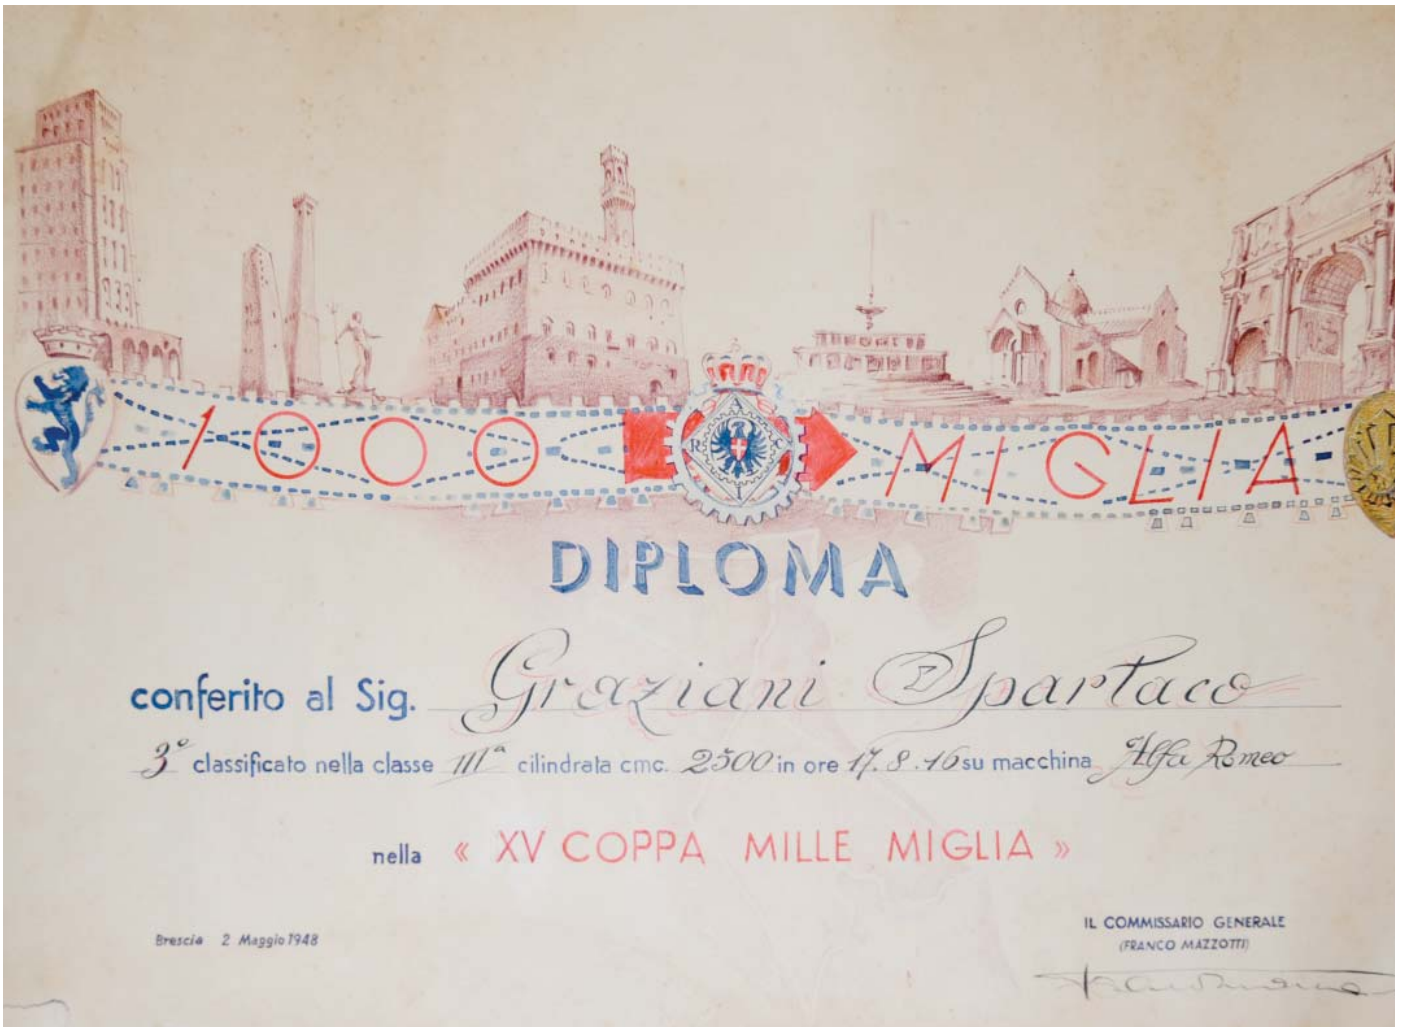 1000 MIGLIA
R A C I
DIPLOMA
conferito al Sig. Graziani Spartaco
3° classificato nella classe IIIª cilindrata cmc. 2500 in ore 17.8.16 su macchina Alfa Romeo
nella « XV COPPA MILLE MIGLIA »
Brescia 2 Maggio 1948
IL COMMISSARIO GENERALE
(FRANCO MAZZOTTI)